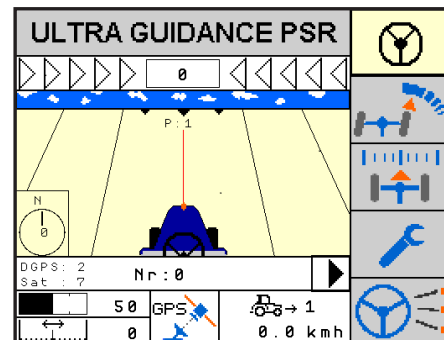 ULTRA GUIDANCE PSR
0
P:1
N
0
DGPS: 2
Sat : 7
Nr:0
50
GPS
→ 1
0
0.0 kmh